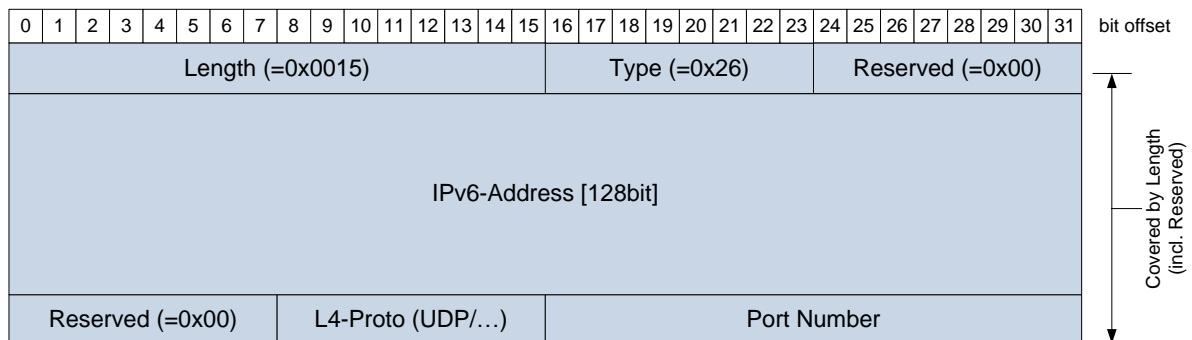 0 1 2 3 4 5 6 7 8 9 10 11 12 13 14 15 16 17 18 19 20 21 22 23 24 25 26 27 28 29 30 31 bit offset
Length (=0x0015) Type (=0x26) Reserved (=0x00)
IPv6-Address [128bit]
Covered by Length
(incl. Reserved)
Reserved (=0x00) L4-Proto (UDP/…) Port Number